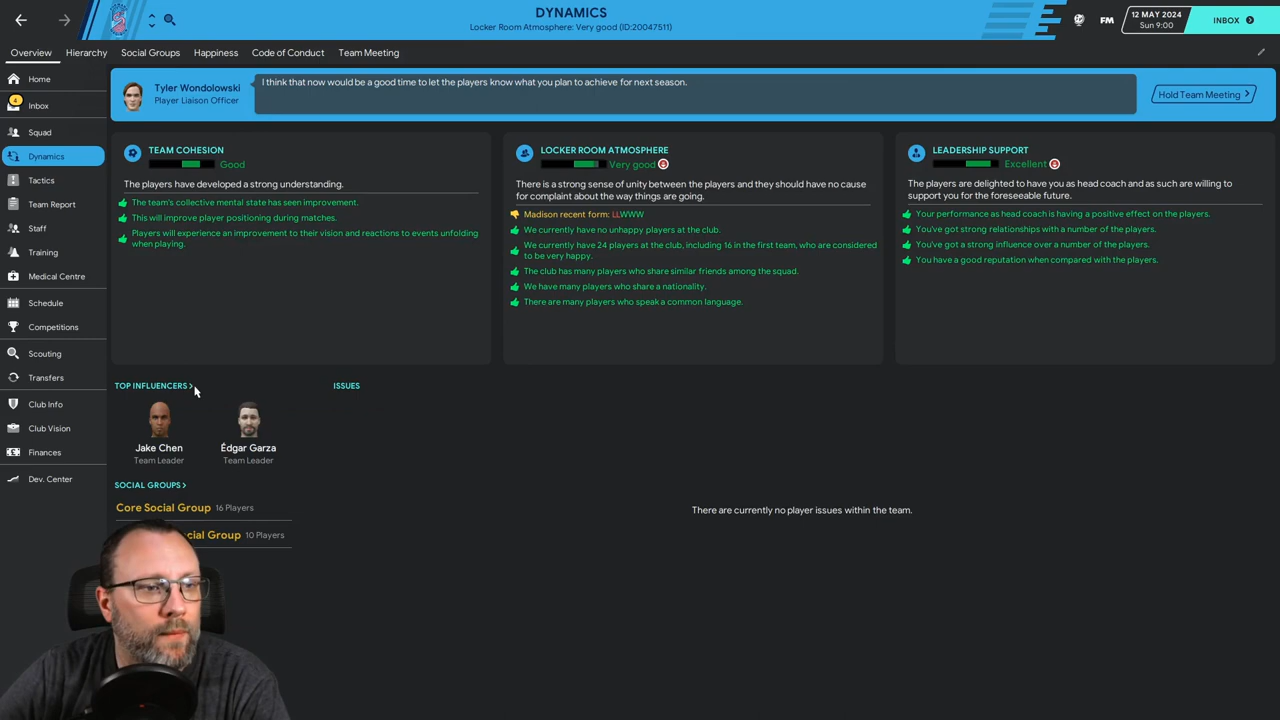 DYNAMICS
Locker Room Atmosphere: Very good (ID:20047511)
FM
12 MAY 2024
Sun 9:00
INBOX
Overview
Hierarchy
Social Groups
Happiness
Code of Conduct
Team Meeting
Home
4
Inbox
Squad
Dynamics
Tactics
Team Report
Staff
Training
Medical Centre
Schedule
Competitions
Scouting
Transfers
Club Info
Club Vision
Finances
Dev. Center
Tyler Wondolowski
Player Liaison Officer
I think that now would be a good time to let the players know what you plan to achieve for next season.
Hold Team Meeting
TEAM COHESION
Good
The players have developed a strong understanding.
The team's collective mental state has seen improvement.
This will improve player positioning during matches.
Players will experience an improvement to their vision and reactions to events unfolding
when playing.
LOCKER ROOM ATMOSPHERE
Very good
There is a strong sense of unity between the players and they should have no cause
for complaint about the way things are going.
Madison recent form: LLWWW
We currently have no unhappy players at the club.
We currently have 24 players at the club, including 16 in the first team, who are considered
to be very happy.
The club has many players who share similar friends among the squad.
We have many players who share a nationality.
There are many players who speak a common language.
LEADERSHIP SUPPORT
Excellent
The players are delighted to have you as head coach and as such are willing to
support you for the foreseeable future.
Your performance as head coach is having a positive effect on the players.
You've got strong relationships with a number of the players.
You've got a strong influence over a number of the players.
You have a good reputation when compared with the players.
TOP INFLUENCERS
Jake Chen
Team Leader
Édgar Garza
Team Leader
SOCIAL GROUPS
Core Social Group 16 Players
Group 10 Players
ISSUES
There are currently no player issues within the team.